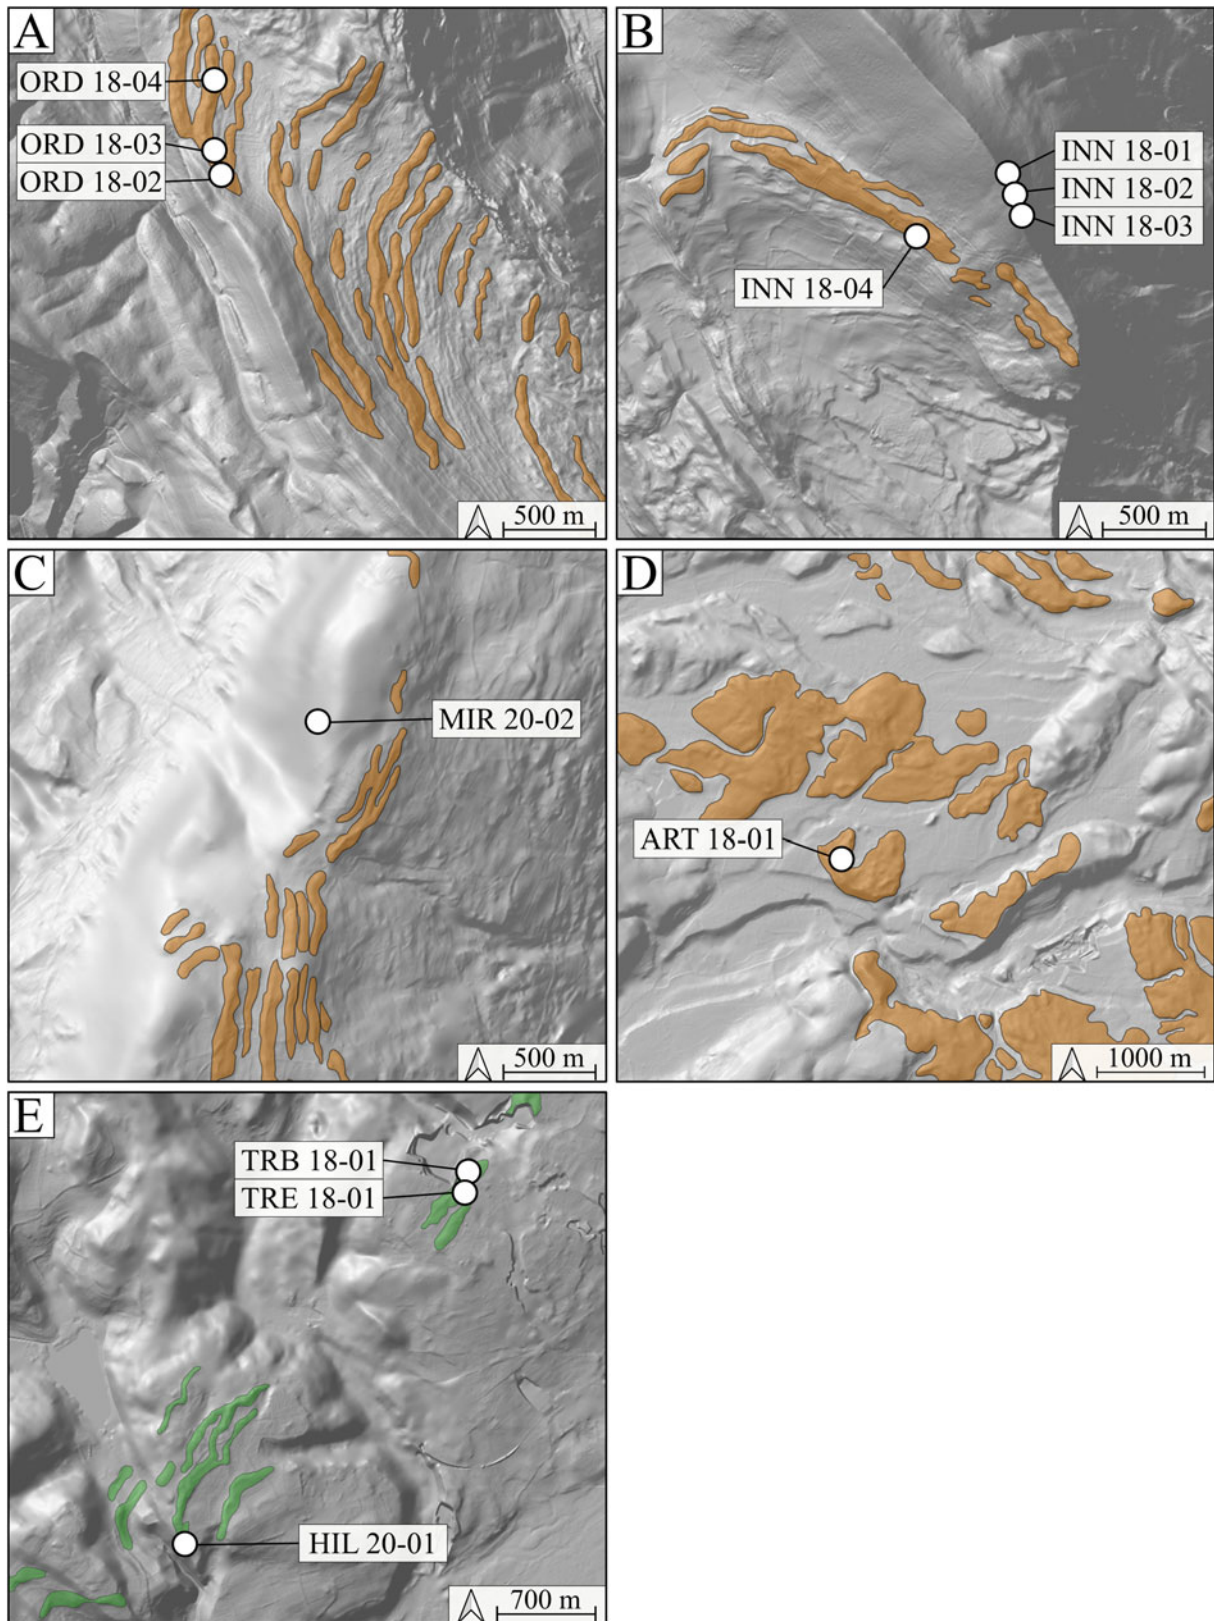 A
ORD 18-04
ORD 18-03
ORD 18-02
500 m
B
INN 18-01
INN 18-02
INN 18-03
INN 18-04
500 m
C
MIR 20-02
500 m
D
ART 18-01
1000 m
E
TRB 18-01
TRE 18-01
HIL 20-01
700 m